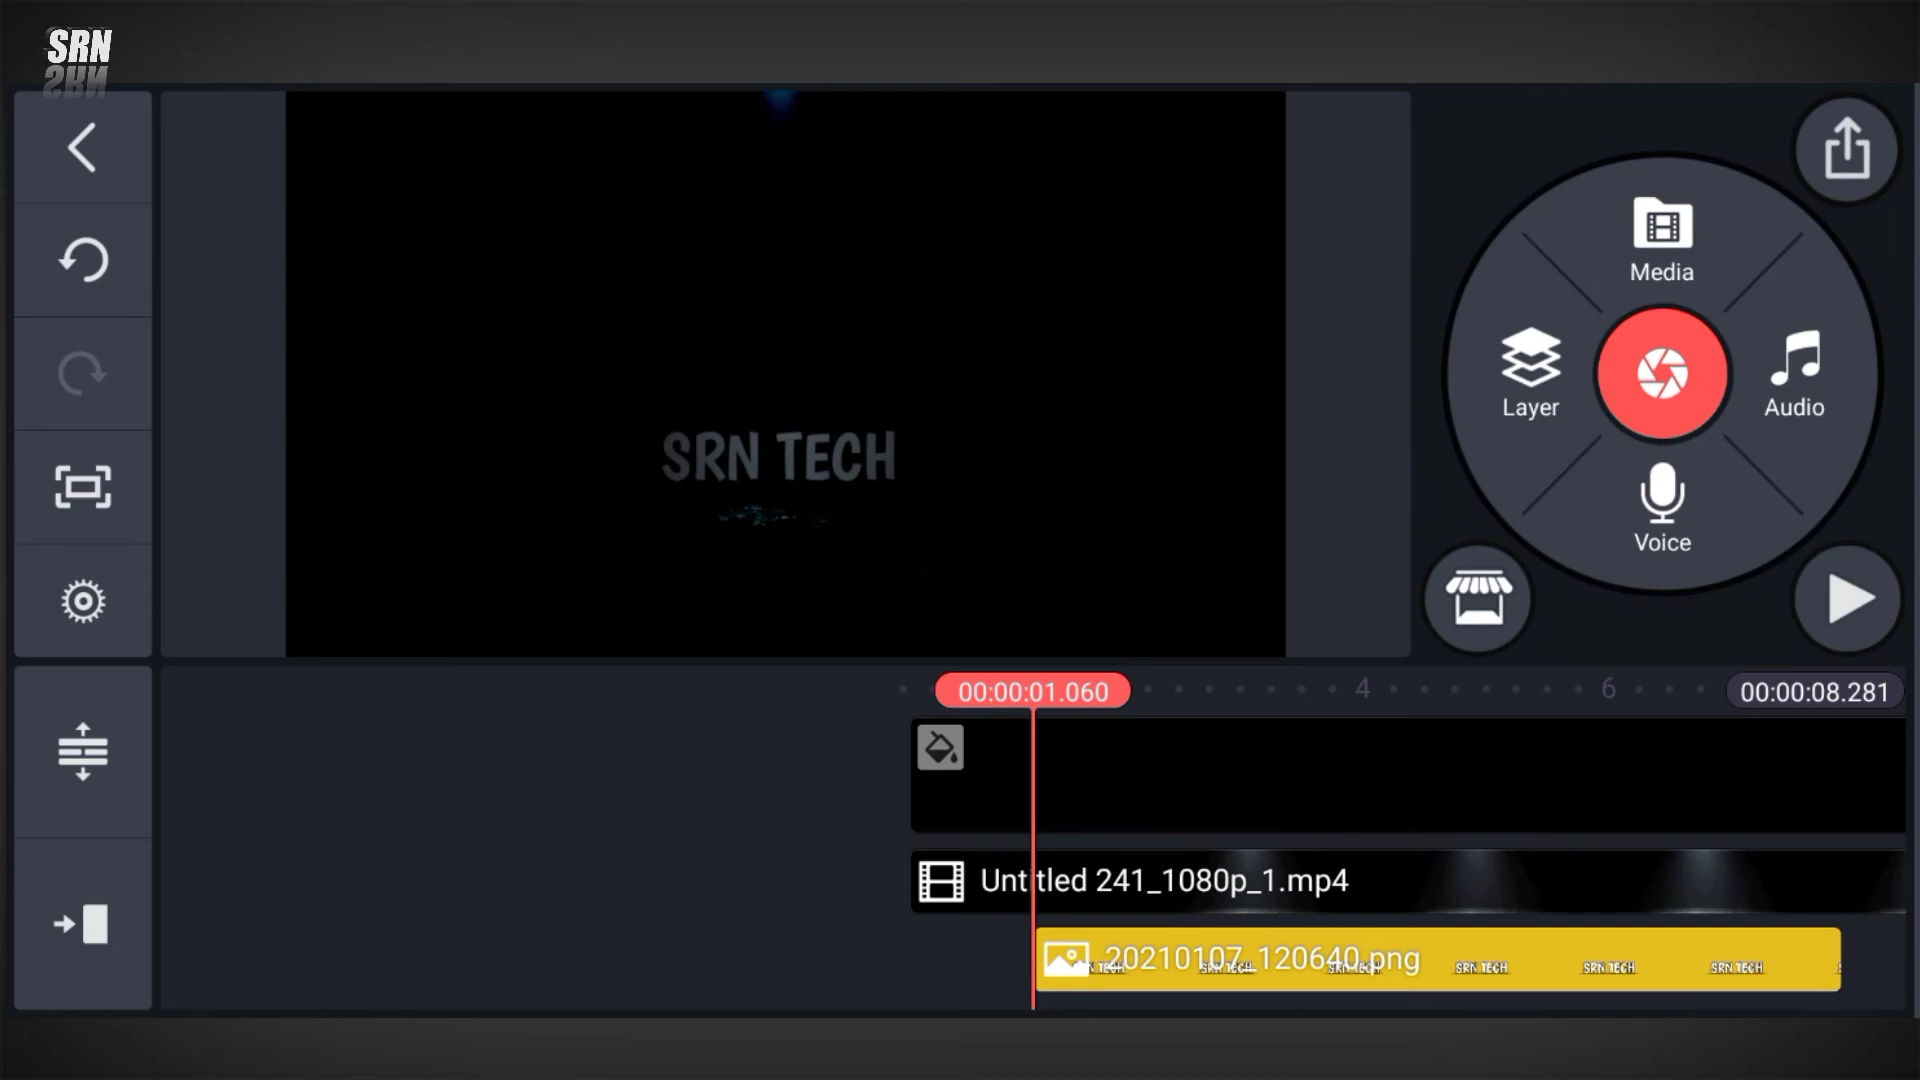 SRN
Media
Layer
Audio
SRN TECH
Voice
00:00:01.060
4
6
00:00:08.281
Untitled 241_1080p_1.mp4
20210107_120640.png
SRN TECH SRN TECH SRN TECH